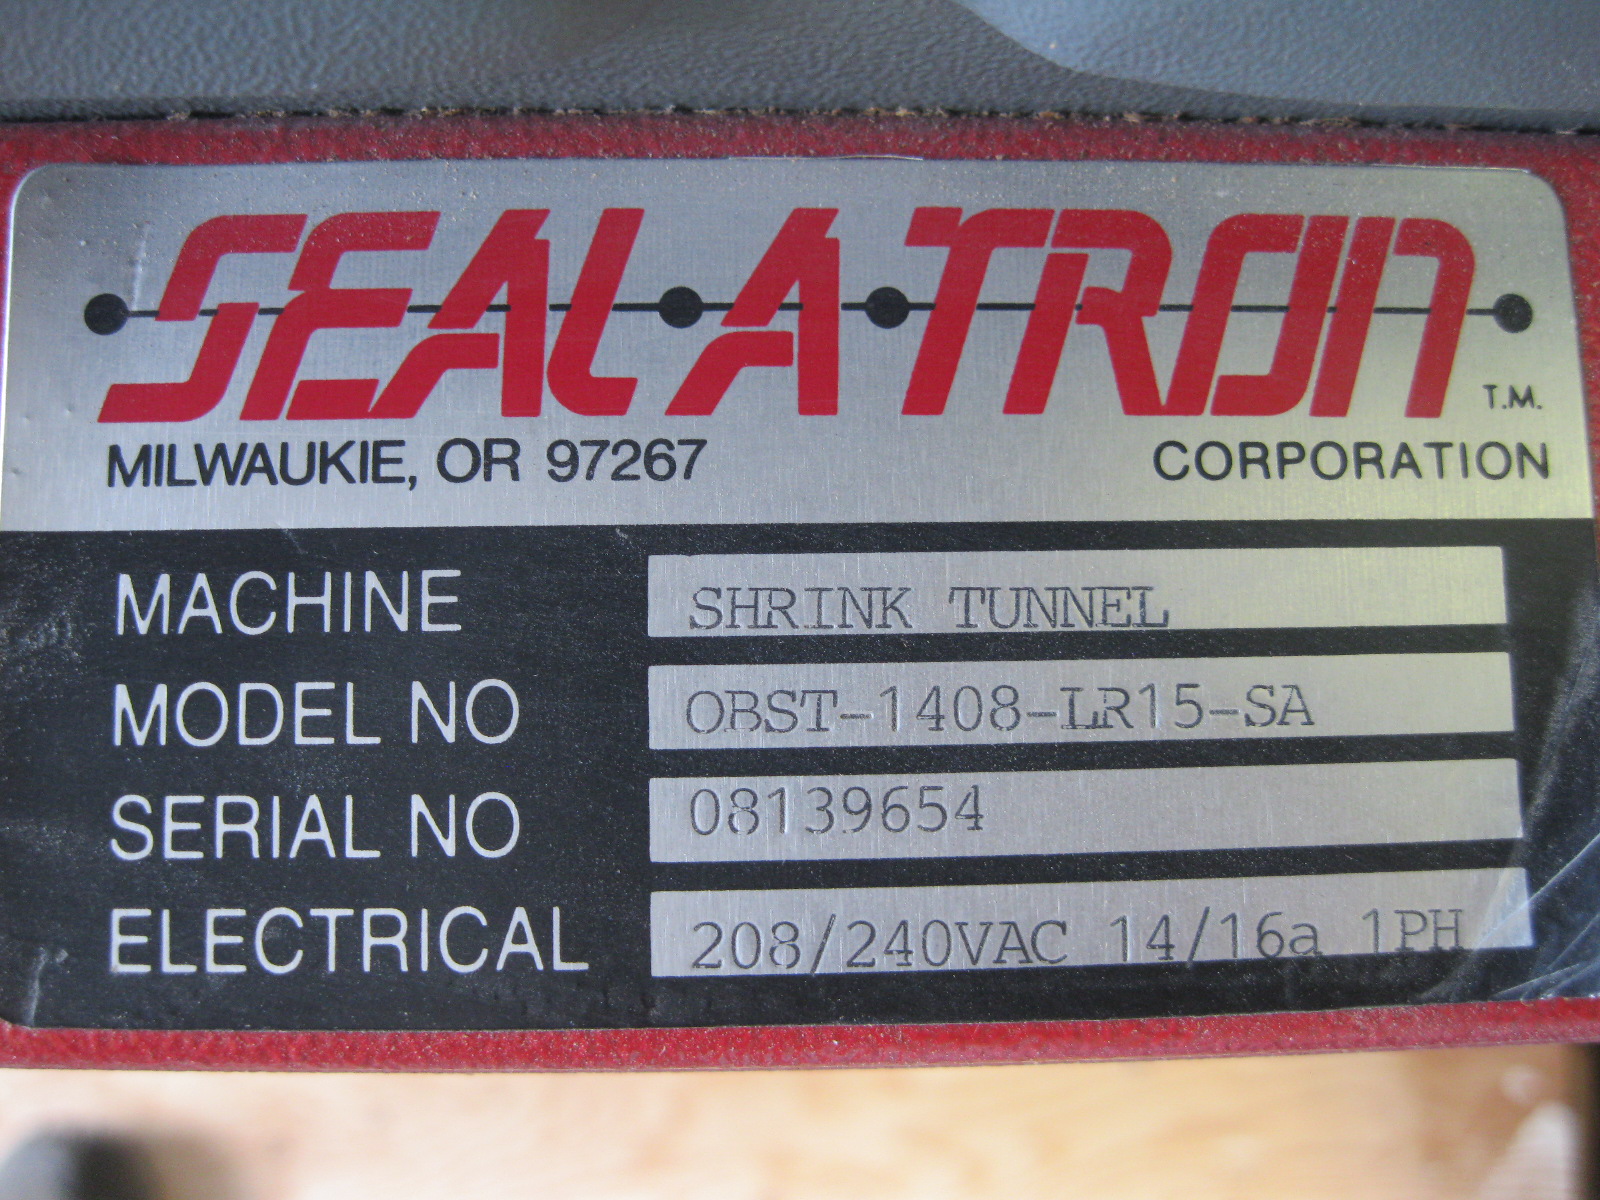 SEAL•A•TRON T.M.
MILWAUKIE, OR 97267 CORPORATION
MACHINE SHRINK TUNNEL
MODEL NO OBST-1408-LR15-SA
SERIAL NO 08139654
ELECTRICAL 208/240VAC 14/16a 1PH